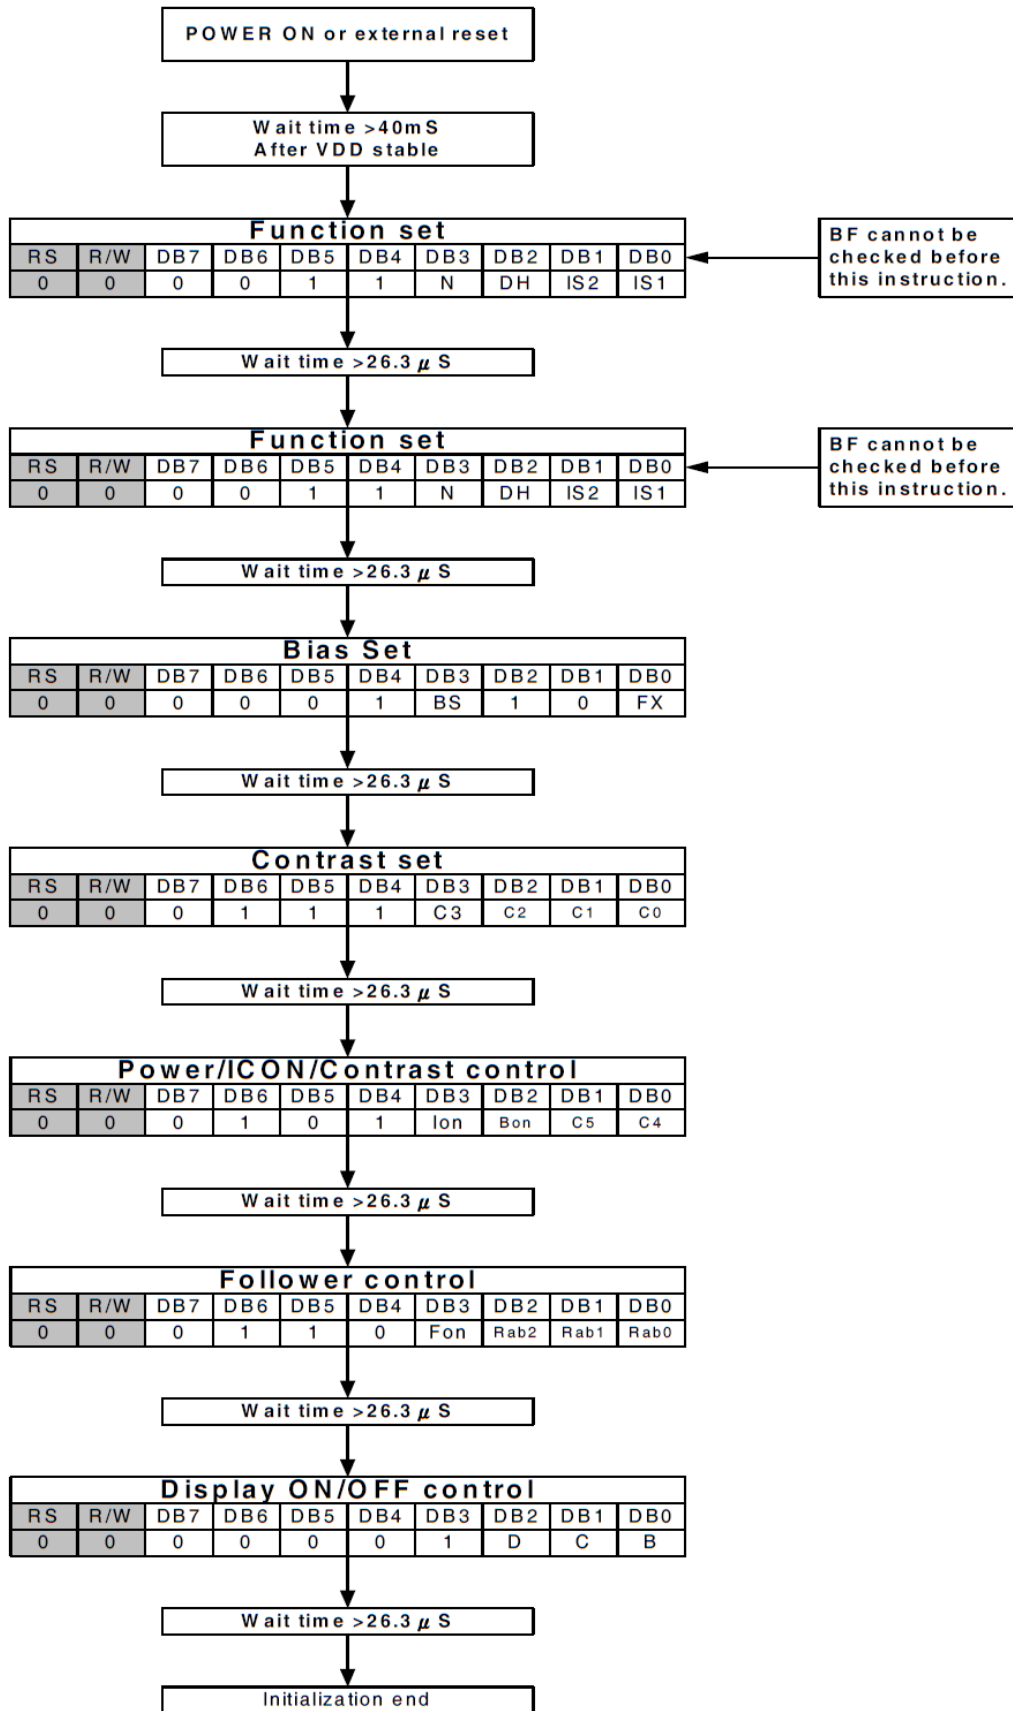 POWER ON or external reset
Wait time >40mS
After VDD stable
Function set
RS R/W DB7 DB6 DB5 DB4 DB3 DB2 DB1 DB0
0 0 0 0 1 1 N DH IS2 IS1
BF cannot be
checked before
this instruction.
Wait time >26.3 μ S
Function set
RS R/W DB7 DB6 DB5 DB4 DB3 DB2 DB1 DB0
0 0 0 0 1 1 N DH IS2 IS1
BF cannot be
checked before
this instruction.
Wait time >26.3 μ S
Bias Set
RS R/W DB7 DB6 DB5 DB4 DB3 DB2 DB1 DB0
0 0 0 0 0 1 BS 1 0 FX
Wait time >26.3 μ S
Contrast set
RS R/W DB7 DB6 DB5 DB4 DB3 DB2 DB1 DB0
0 0 0 1 1 1 C3 C2 C1 C0
Wait time >26.3 μ S
Power/ICON/Contrast control
RS R/W DB7 DB6 DB5 DB4 DB3 DB2 DB1 DB0
0 0 0 1 0 1 Ion Bon C5 C4
Wait time >26.3 μ S
Follower control
RS R/W DB7 DB6 DB5 DB4 DB3 DB2 DB1 DB0
0 0 0 1 1 0 Fon Rab2 Rab1 Rab0
Wait time >26.3 μ S
Display ON/OFF control
RS R/W DB7 DB6 DB5 DB4 DB3 DB2 DB1 DB0
0 0 0 0 0 0 1 D C B
Wait time >26.3 μ S
Initialization end